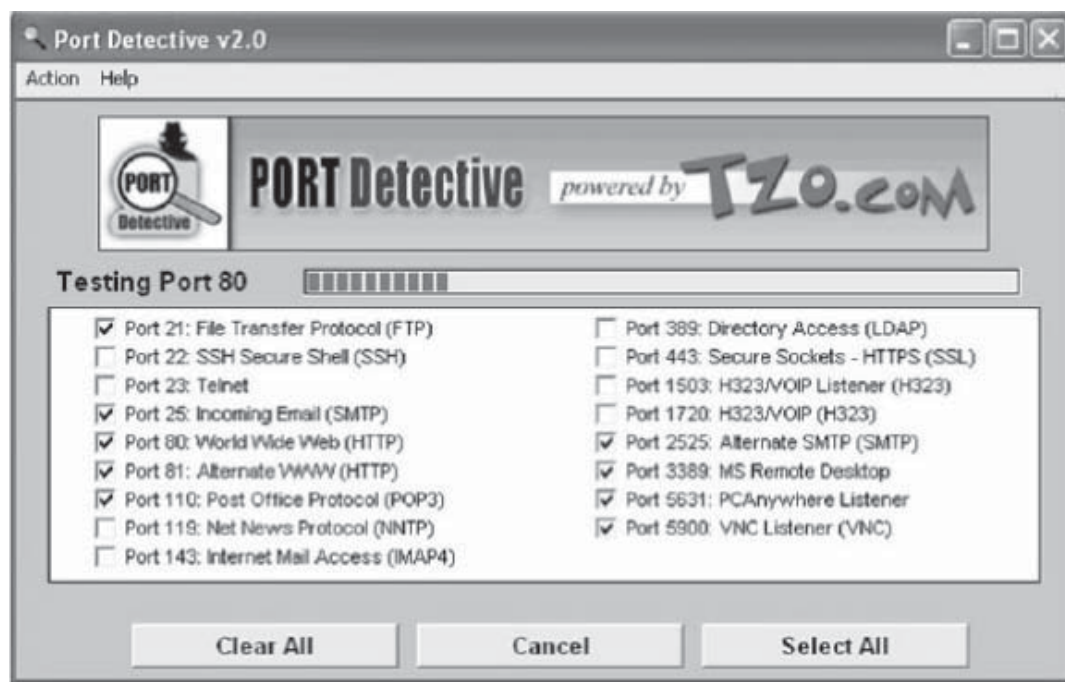 Port Detective v2.0
Action Help
PORT
Detective
PORT Detective powered by TZO.COM
Testing Port 80
Port 21: File Transfer Protocol (FTP)
Port 22: SSH Secure Shell (SSH)
Port 23: Telnet
Port 25: Incoming Email (SMTP)
Port 80: World Wide Web (HTTP)
Port 81: Alternate WWW (HTTP)
Port 110: Post Office Protocol (POP3)
Port 119: Net News Protocol (NNTP)
Port 143: Internet Mail Access (IMAP4)
Port 389: Directory Access (LDAP)
Port 443: Secure Sockets - HTTPS (SSL)
Port 1503: H323/VOIP Listener (H323)
Port 1720: H323/VOIP (H323)
Port 2525: Alternate SMTP (SMTP)
Port 3389: MS Remote Desktop
Port 5631: PCAnywhere Listener
Port 5900: VNC Listener (VNC)
Clear All Cancel Select All